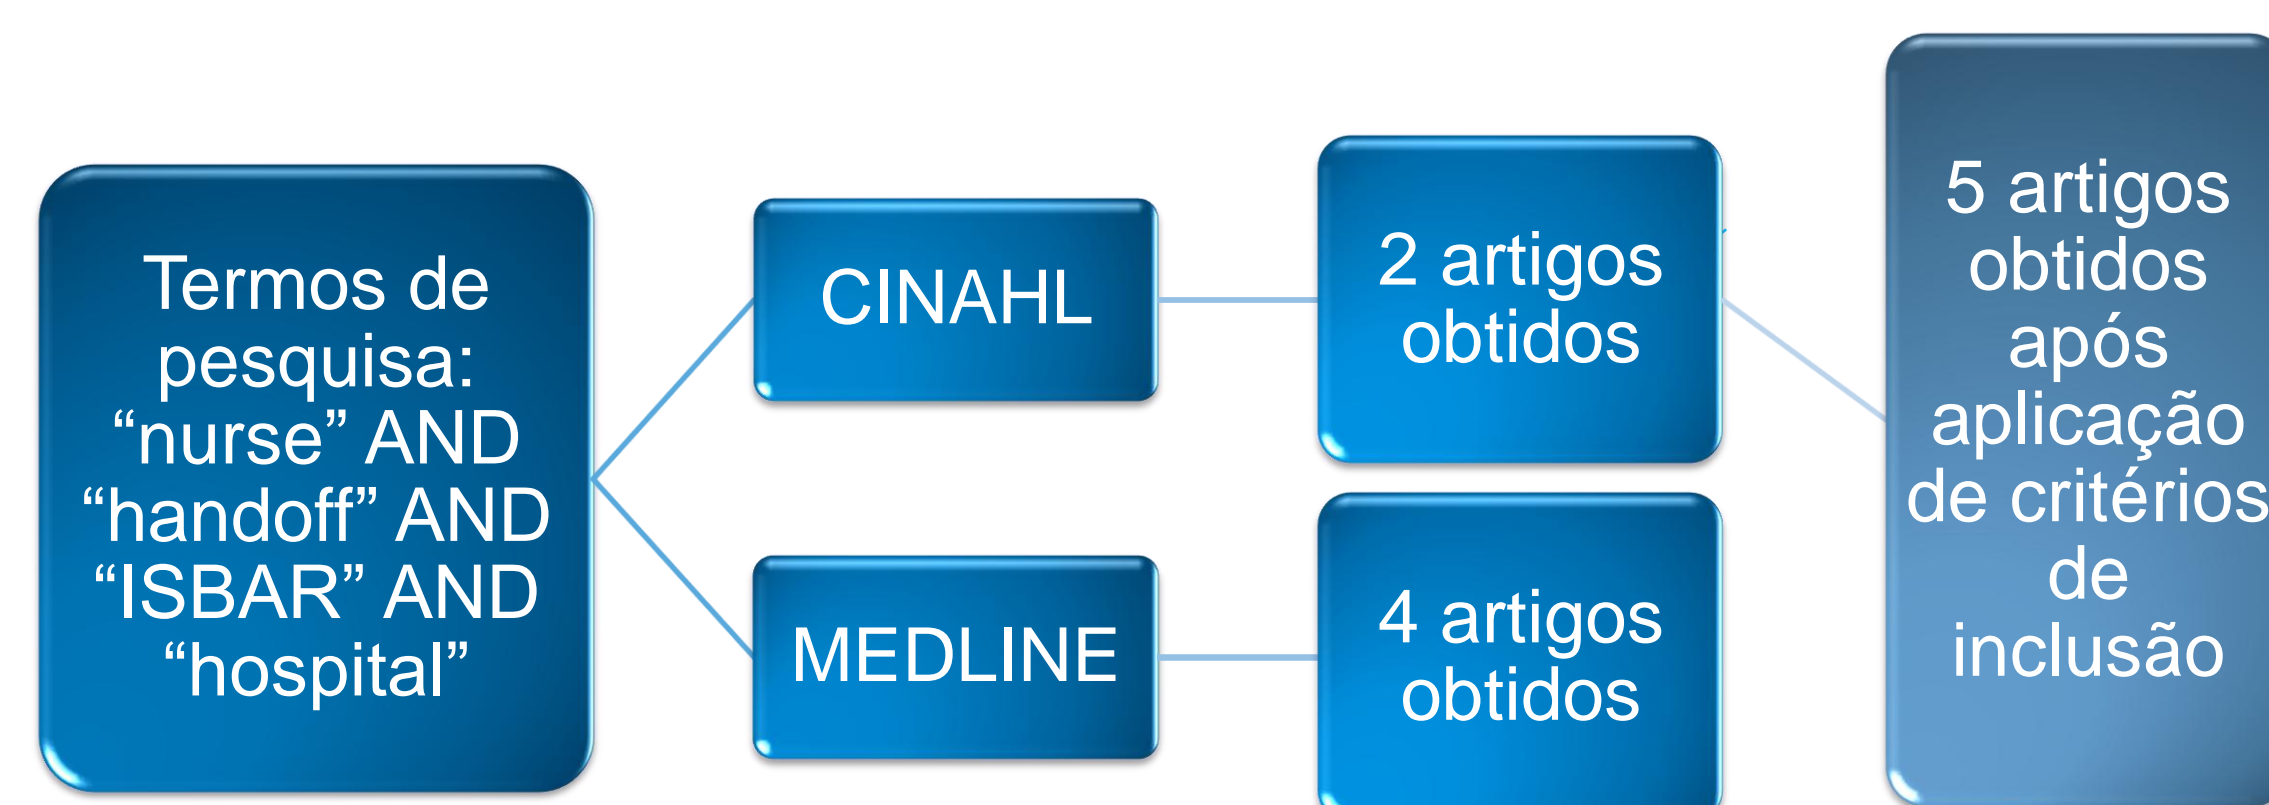 Termos de
pesquisa:
“nurse” AND
“handoff” AND
“ISBAR” AND
“hospital”
CINAHL
2 artigos
obtidos
MEDLINE
4 artigos
obtidos
5 artigos
obtidos
após
aplicação
de critérios
de
inclusão